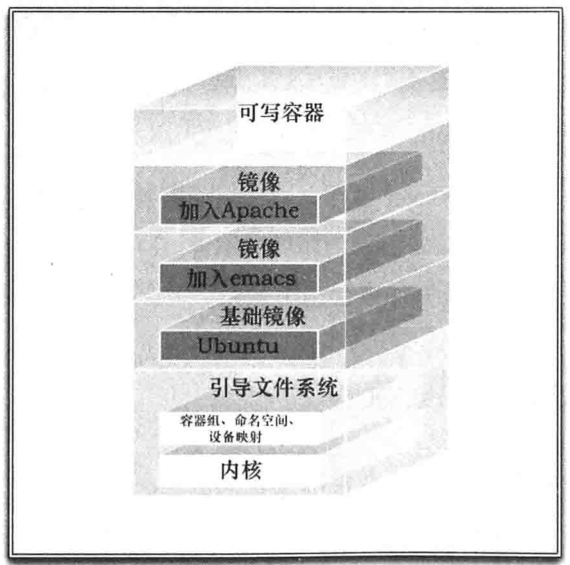 可写容器
镜像
加入Apache
镜像
加入emacs
基础镜像
Ubuntu
引导文件系统
容器组、命名空间、
设备映射
内核